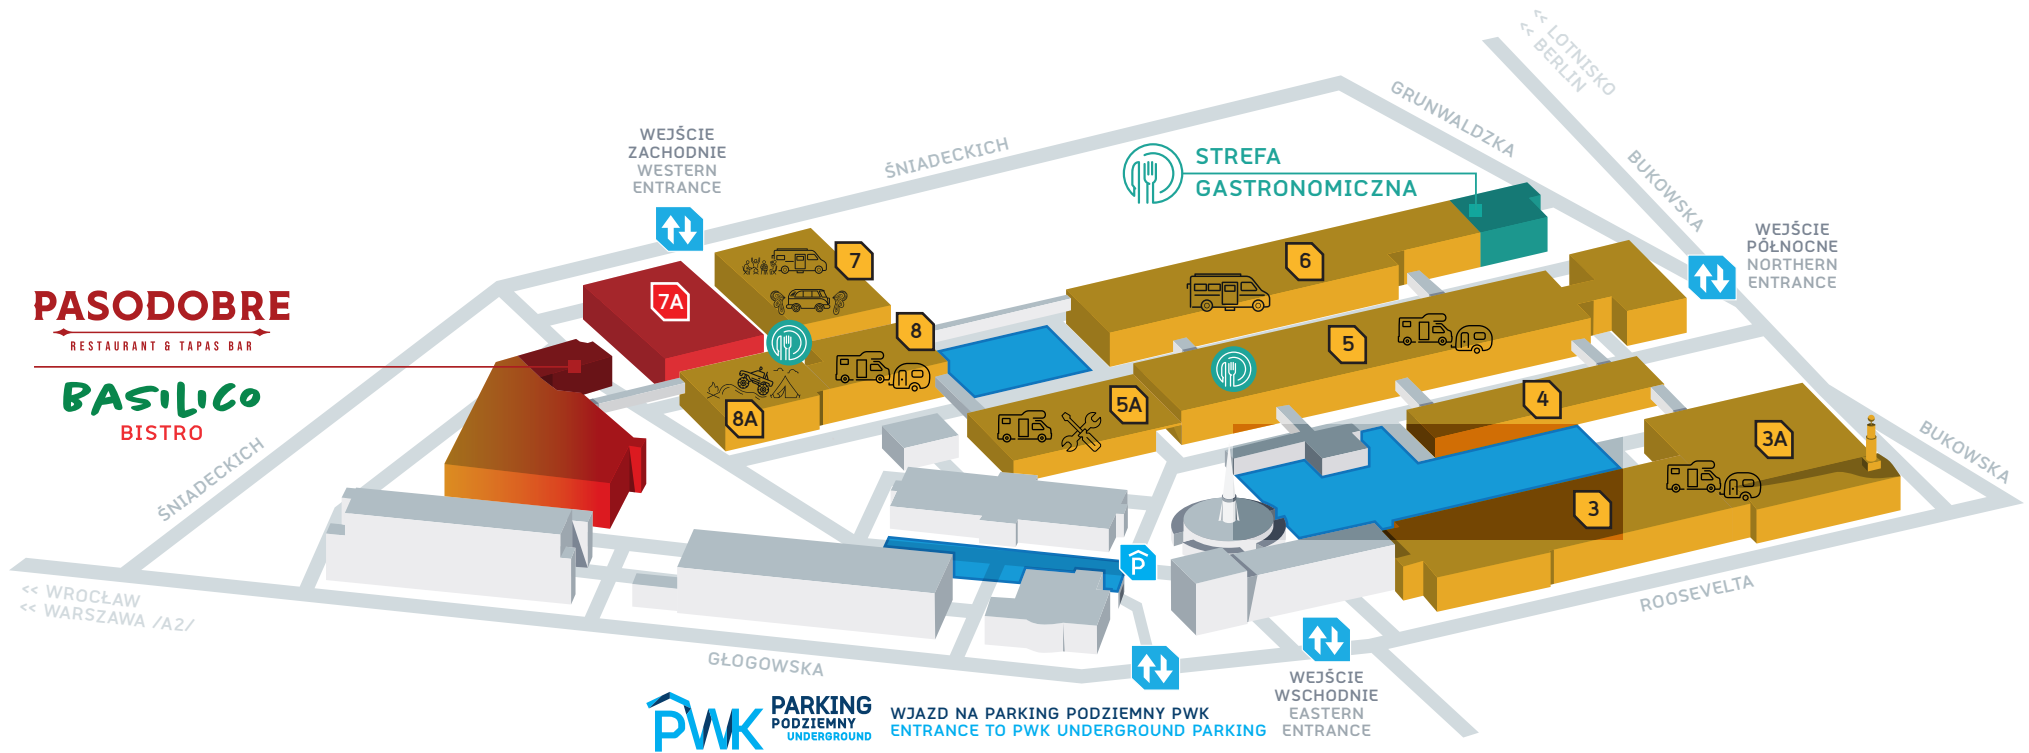 << LOTNISKO
<< BERLIN
GRUNWALDZKA
BUKOWSKA
ŚNIADECKICH
WEJŚCIE
ZACHODNIE
WESTERN
ENTRANCE
STREFA
GASTRONOMICZNA
WEJŚCIE
PÓŁNOCNE
NORTHERN
ENTRANCE
7
6
7A
8
5
PASODOBRE
RESTAURANT & TAPAS BAR
BASILICO
BISTRO
8A
5A
4
3A
3
BUKOWSKA
ŚNIADECKICH
P
<< WROCŁAW
<< WARSZAWA /A2/
ROOSEVELTA
GŁOGOWSKA
WEJŚCIE
WSCHODNIE
EASTERN
ENTRANCE
PWK
PARKING
PODZIEMNY
UNDERGROUND
WJAZD NA PARKING PODZIEMNY PWK
ENTRANCE TO PWK UNDERGROUND PARKING